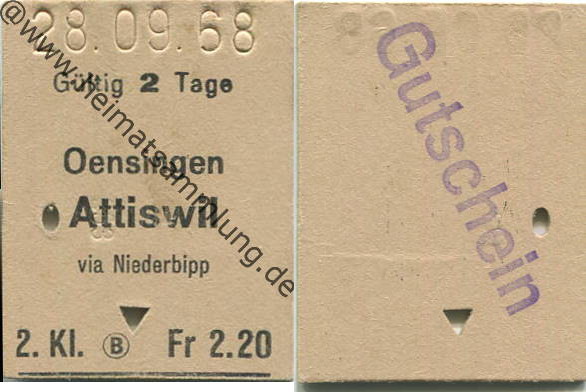 28.09.68
Gültig 2 Tage
Oensingen
Attiswil
via Niederbipp
2. Kl. B Fr 2.20
@www.heimatsammlung.de
Gutschein